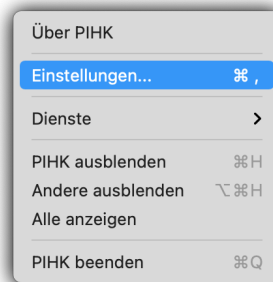 Über PIHK
Einstellungen... ⌘ ,
Dienste >
PIHK ausblenden ⌘H
Andere ausblenden ⌥⌘H
Alle anzeigen
PIHK beenden ⌘Q